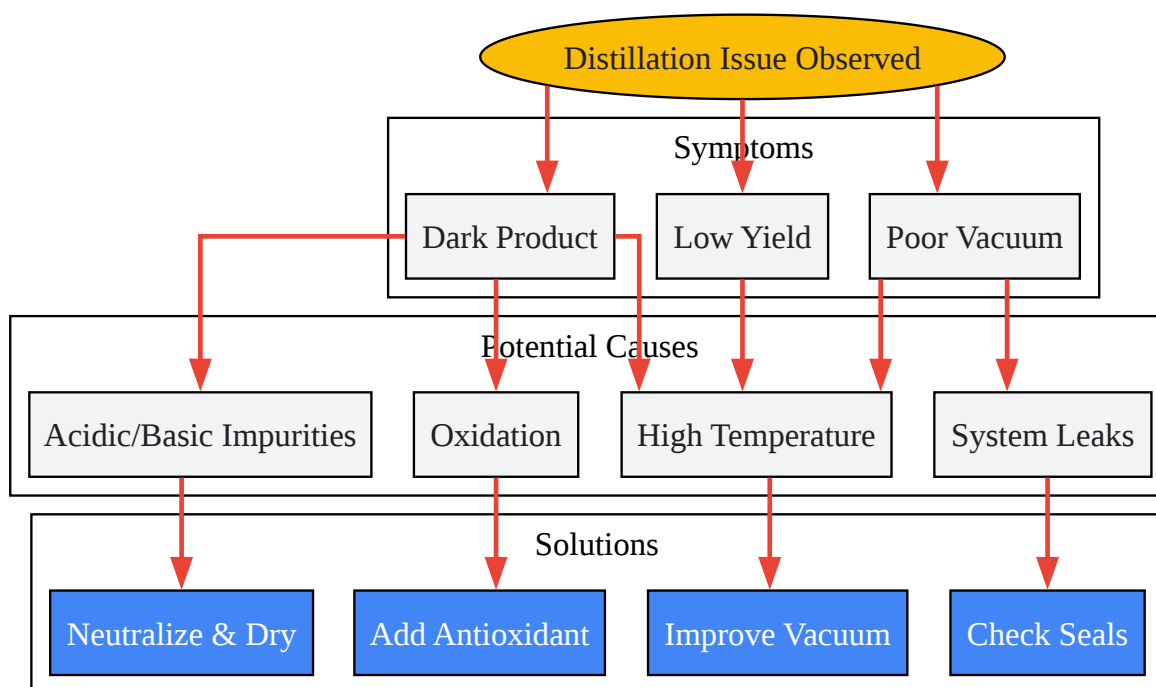 Distillation Issue Observed
Symptoms
Dark Product
Low Yield
Poor Vacuum
Potential Causes
Acidic/Basic Impurities
Oxidation
High Temperature
System Leaks
Solutions
Neutralize & Dry
Add Antioxidant
Improve Vacuum
Check Seals